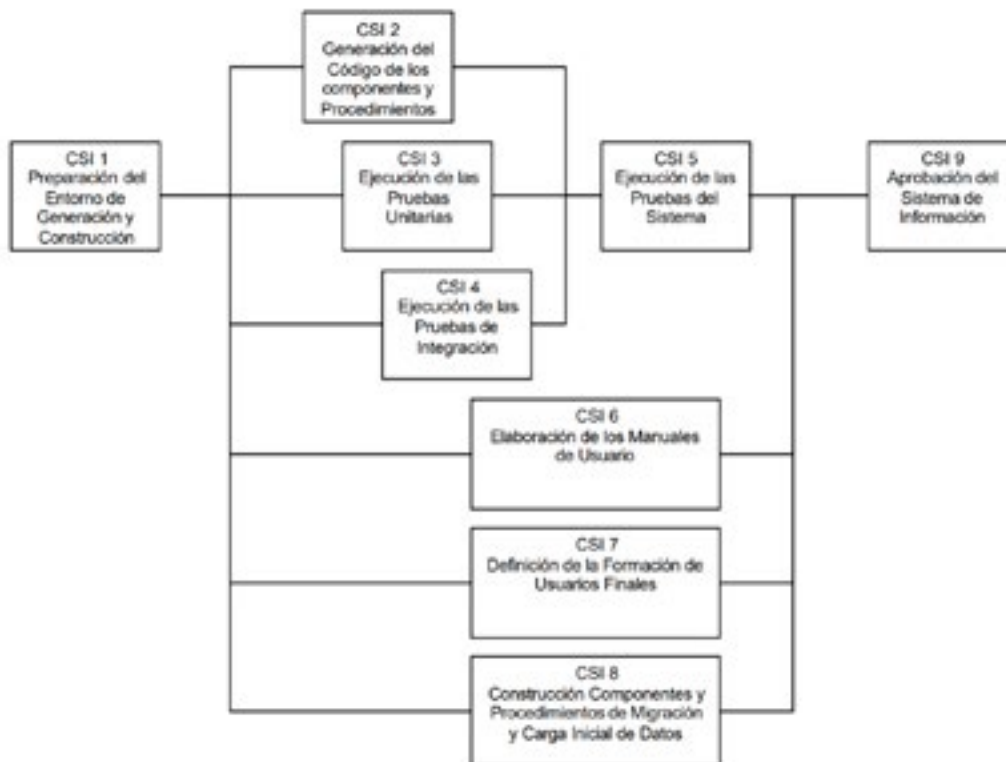 CSI 1
Preparación del
Entorno de
Generación y
Construcción
CSI 2
Generación del
Código de los
componentes y
Procedimientos
CSI 3
Ejecución de las
Pruebas
Unitarias
CSI 4
Ejecución de las
Pruebas de
Integración
CSI 5
Ejecución de las
Pruebas del
Sistema
CSI 9
Aprobación del
Sistema de
Información
CSI 6
Elaboración de los Manuales
de Usuario
CSI 7
Definición de la Formación de
Usuarios Finales
CSI 8
Construcción Componentes y
Procedimientos de Migración
y Carga Inicial de Datos